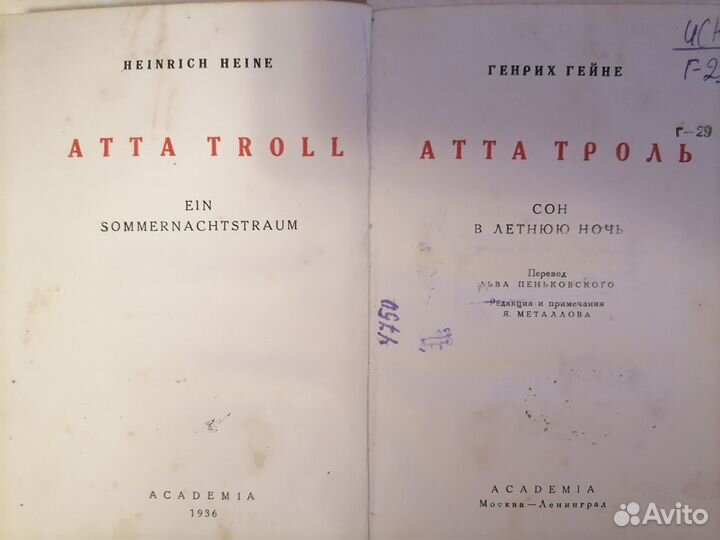 HEINRICH HEINE
ATTA TROLL
EIN
SOMMERNACHTSTRAUM
ACADEMIA
1936
ГЕНРИХ ГЕЙНЕ
Г-2
Г—29
АТТА ТРОЛЬ
СОН
В ЛЕТНЮЮ НОЧЬ
Перевод
ЛЬВА ПЕНЬКОВСКОГО
Редакция и примечания
Я. МЕТАЛЛОВА
ACADEMIA
Москва—Ленинград
Avito